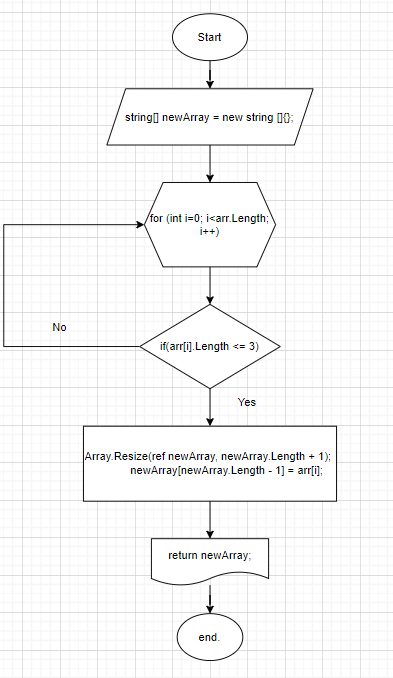 Start
string[] newArray = new string []{};
for (int i=0; i<arr.Length;
i++)
No
if(arr[i].Length <= 3)
Yes
Array.Resize(ref newArray, newArray.Length + 1);
newArray[newArray.Length - 1] = arr[i];
return newArray;
end.